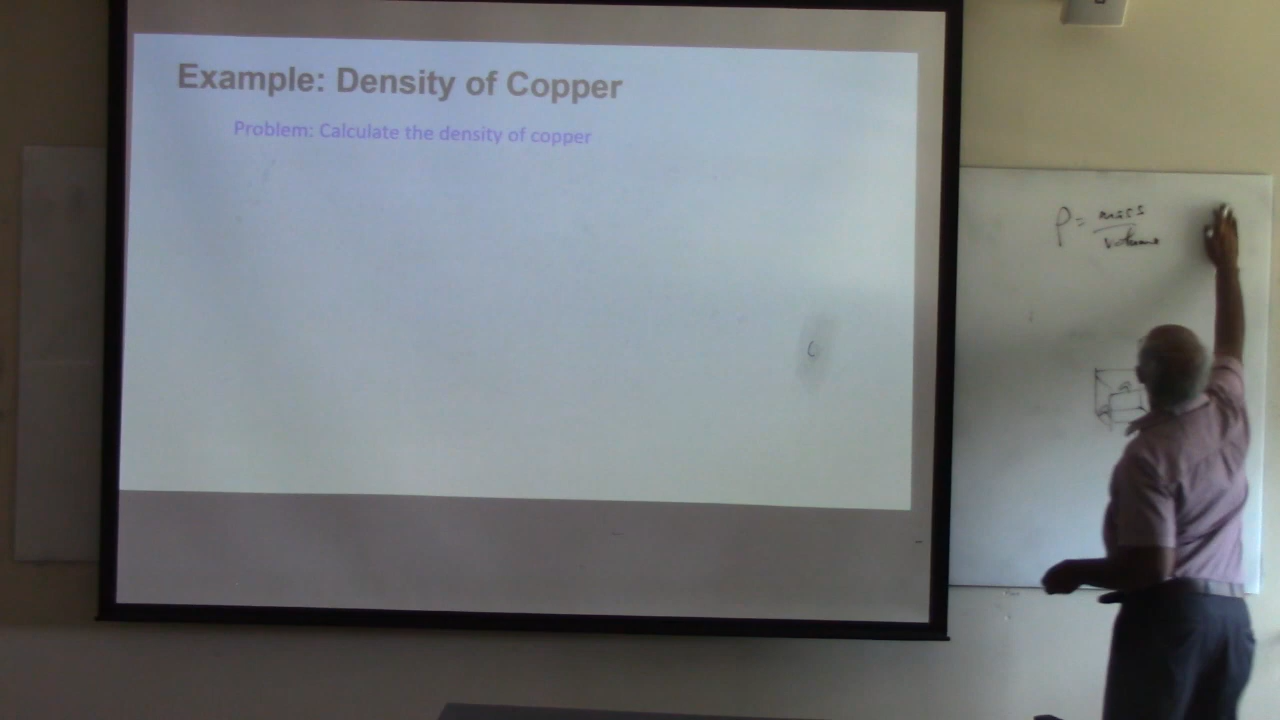 Example: Density of Copper
Problem: Calculate the density of copper
ρ = mass
volume